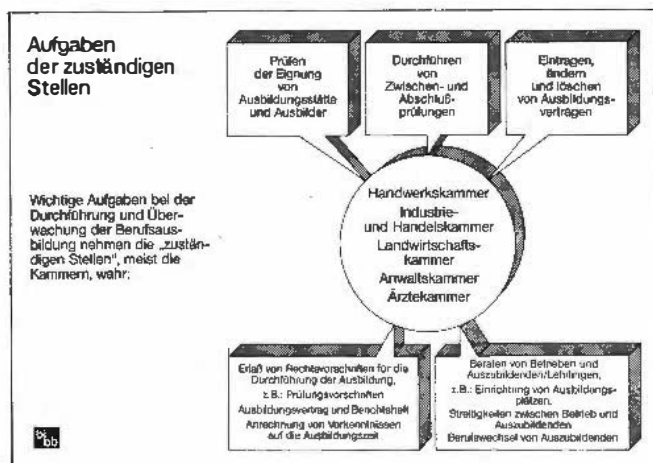 Aufgaben
der zuständigen
Stellen
Wichtige Aufgaben bei der
Durchführung und Über-
wachung der Berufsaus-
bildung nehmen die „zustän-
digen Stellen", meist die
Kammern, wahr:
Prüfen
der Eignung
von
Ausbildungsstätte
und Ausbilder
Durchführen
von
Zwischen- und
Abschluß-
prüfungen
Eintragen,
ändern
und löschen
von Ausbildungs-
verträgen
Handwerkskammer
Industrie-
und Handelskammer
Landwirtschafts-
kammer
Anwaltskammer
Ärztekammer
Erlaß von Rechtsvorschriften für die
Durchführung der Ausbildung,
z.B.: Prüfungsvorschriften
Ausbildungsvertrag und Berichtsheft
Anrechnung von Vorkenntnissen
auf die Ausbildungszeit
Beraten von Betrieben und
Auszubildenden/Lehrlingen,
z.B.: Einrichtung von Ausbildungs-
plätzen,
Streitigkeiten zwischen Betrieb und
Auszubildenden
Berufswechsel von Auszubildenden
bibb